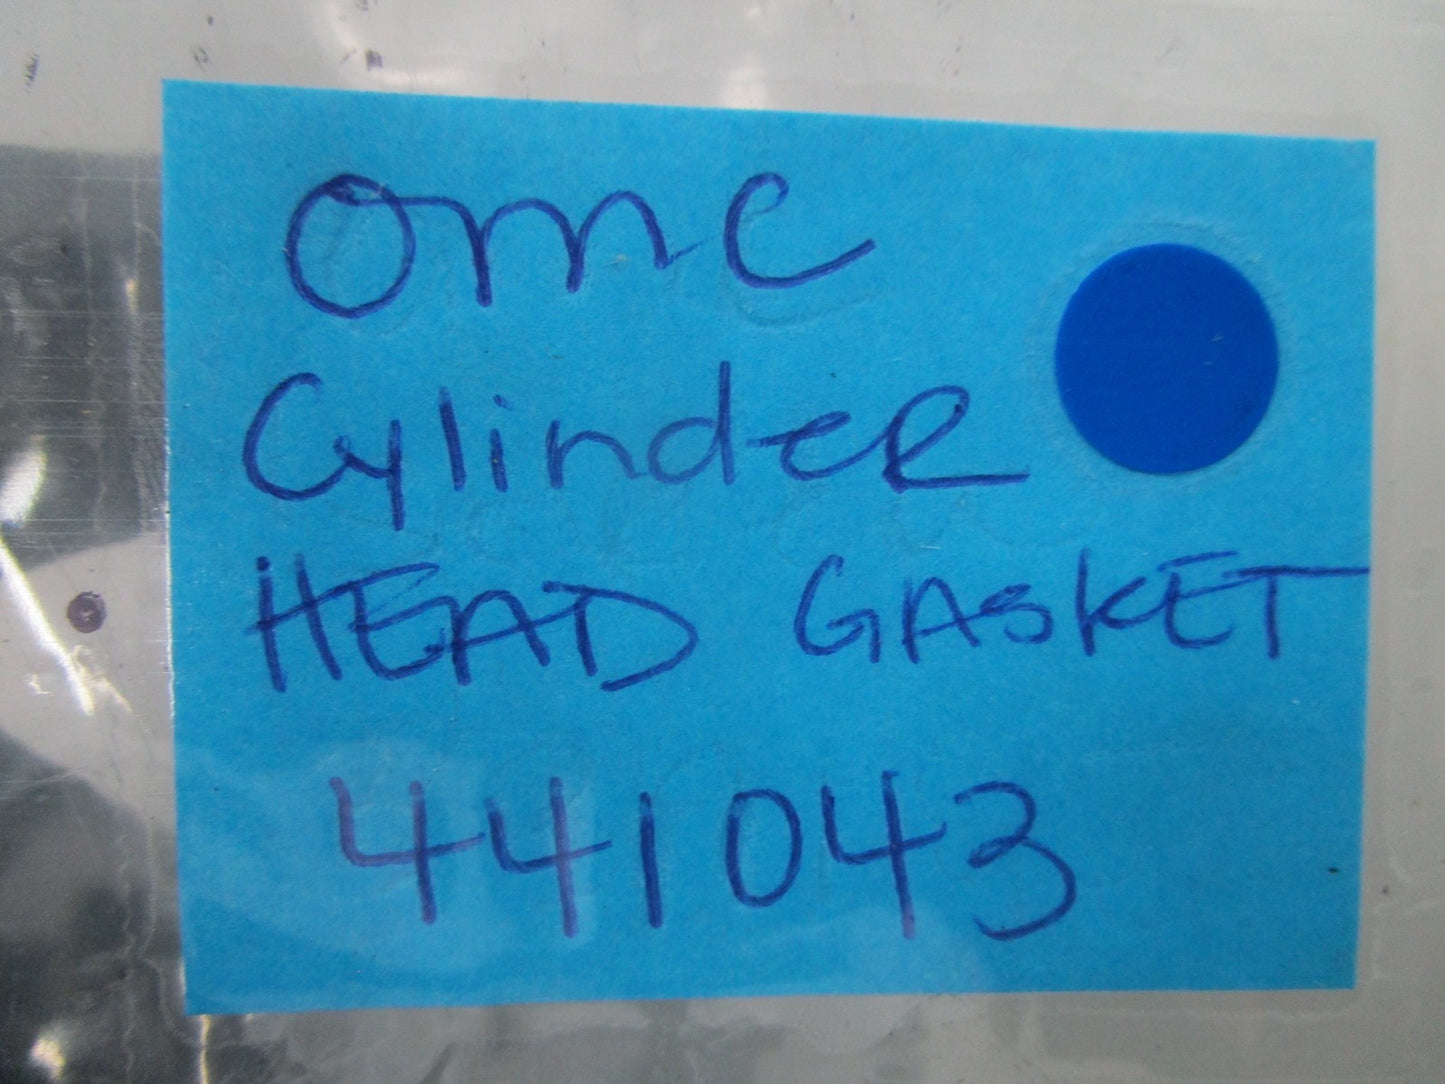 omc
CylindeR
HEAD GASKET
441043